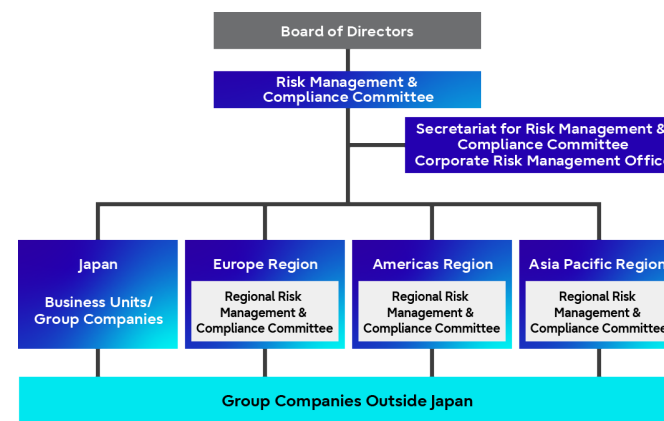 Board of Directors
Risk Management &
Compliance Committee
Secretariat for Risk Management &
Compliance Committee
Corporate Risk Management Office
Japan
Business Units/
Group Companies
Europe Region
Regional Risk
Management &
Compliance Committee
Americas Region
Regional Risk
Management &
Compliance Committee
Asia Pacific Region
Regional Risk
Management &
Compliance Committee
Group Companies Outside Japan